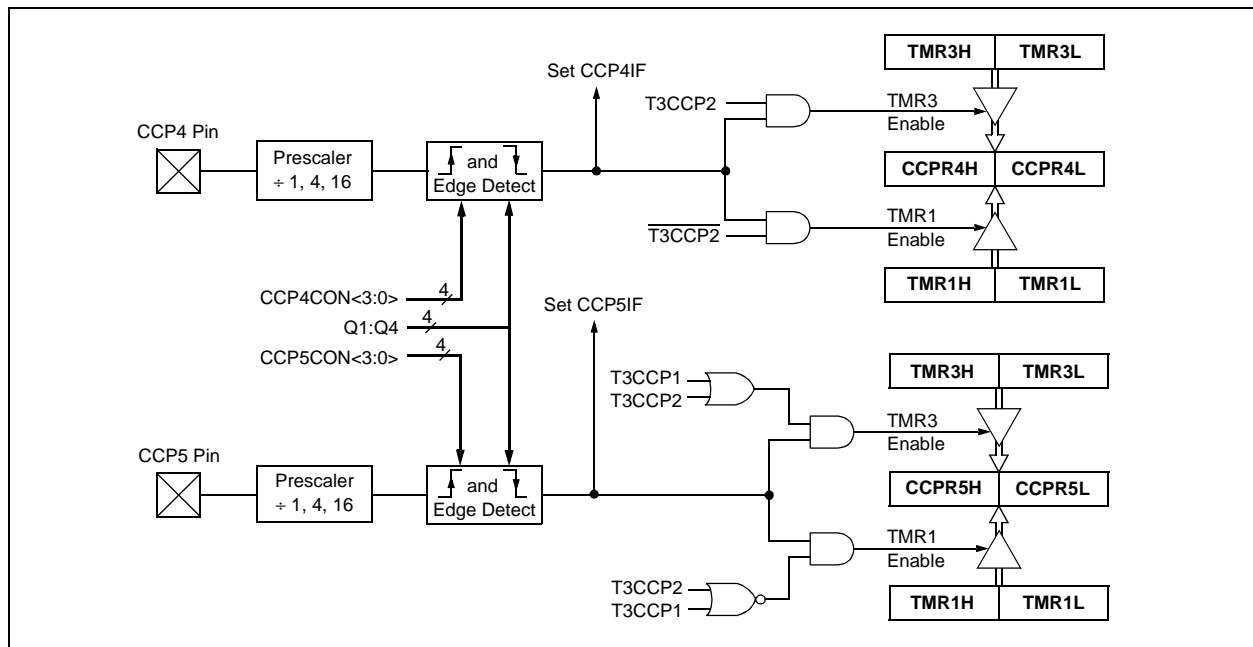 TMR3H TMR3L
Set CCP4IF
T3CCP2
TMR3
Enable
CCP4 Pin
Prescaler
÷ 1, 4, 16
and
Edge Detect
CCPR4H CCPR4L
T3CCP2
TMR1
Enable
TMR1H TMR1L
CCP4CON<3:0>
4
Q1:Q4
4
CCP5CON<3:0>
4
Set CCP5IF
TMR3H TMR3L
T3CCP1
T3CCP2
TMR3
Enable
CCP5 Pin
Prescaler
÷ 1, 4, 16
and
Edge Detect
CCPR5H CCPR5L
TMR1
Enable
T3CCP2
T3CCP1
TMR1H TMR1L